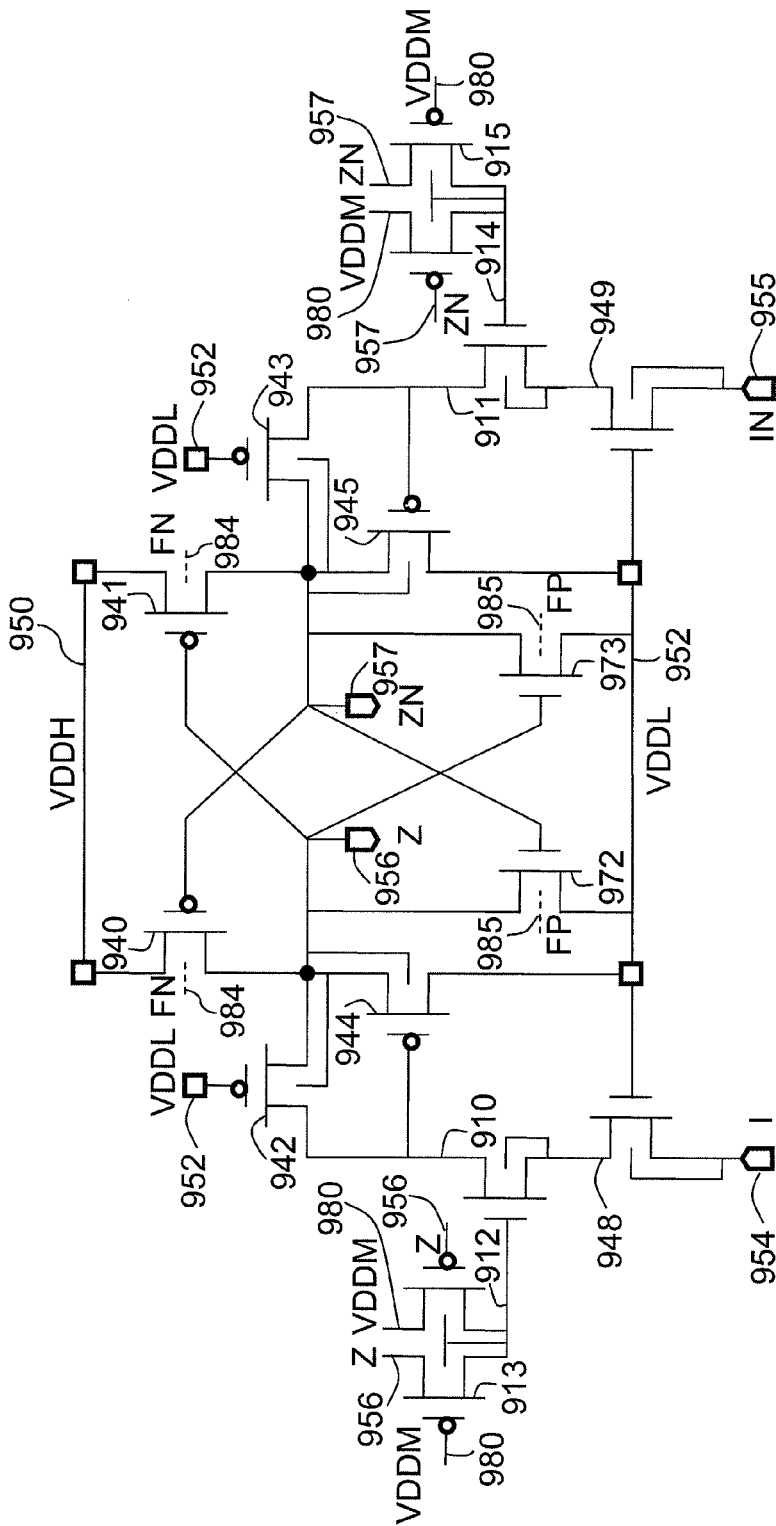 950
VDDH
940
941
VDDL FN
984
FN
984
VDDL
952
952
942
943
944
945
980
956
Z VDDM
956
Z
912
910
913
VDDM
980
956
Z
957
ZN
985
FP
972
985
FP
973
952
VDDL
980
957
VDDM ZN
957
ZN
914
911
915
VDDM
980
948
949
954
I
IN
955